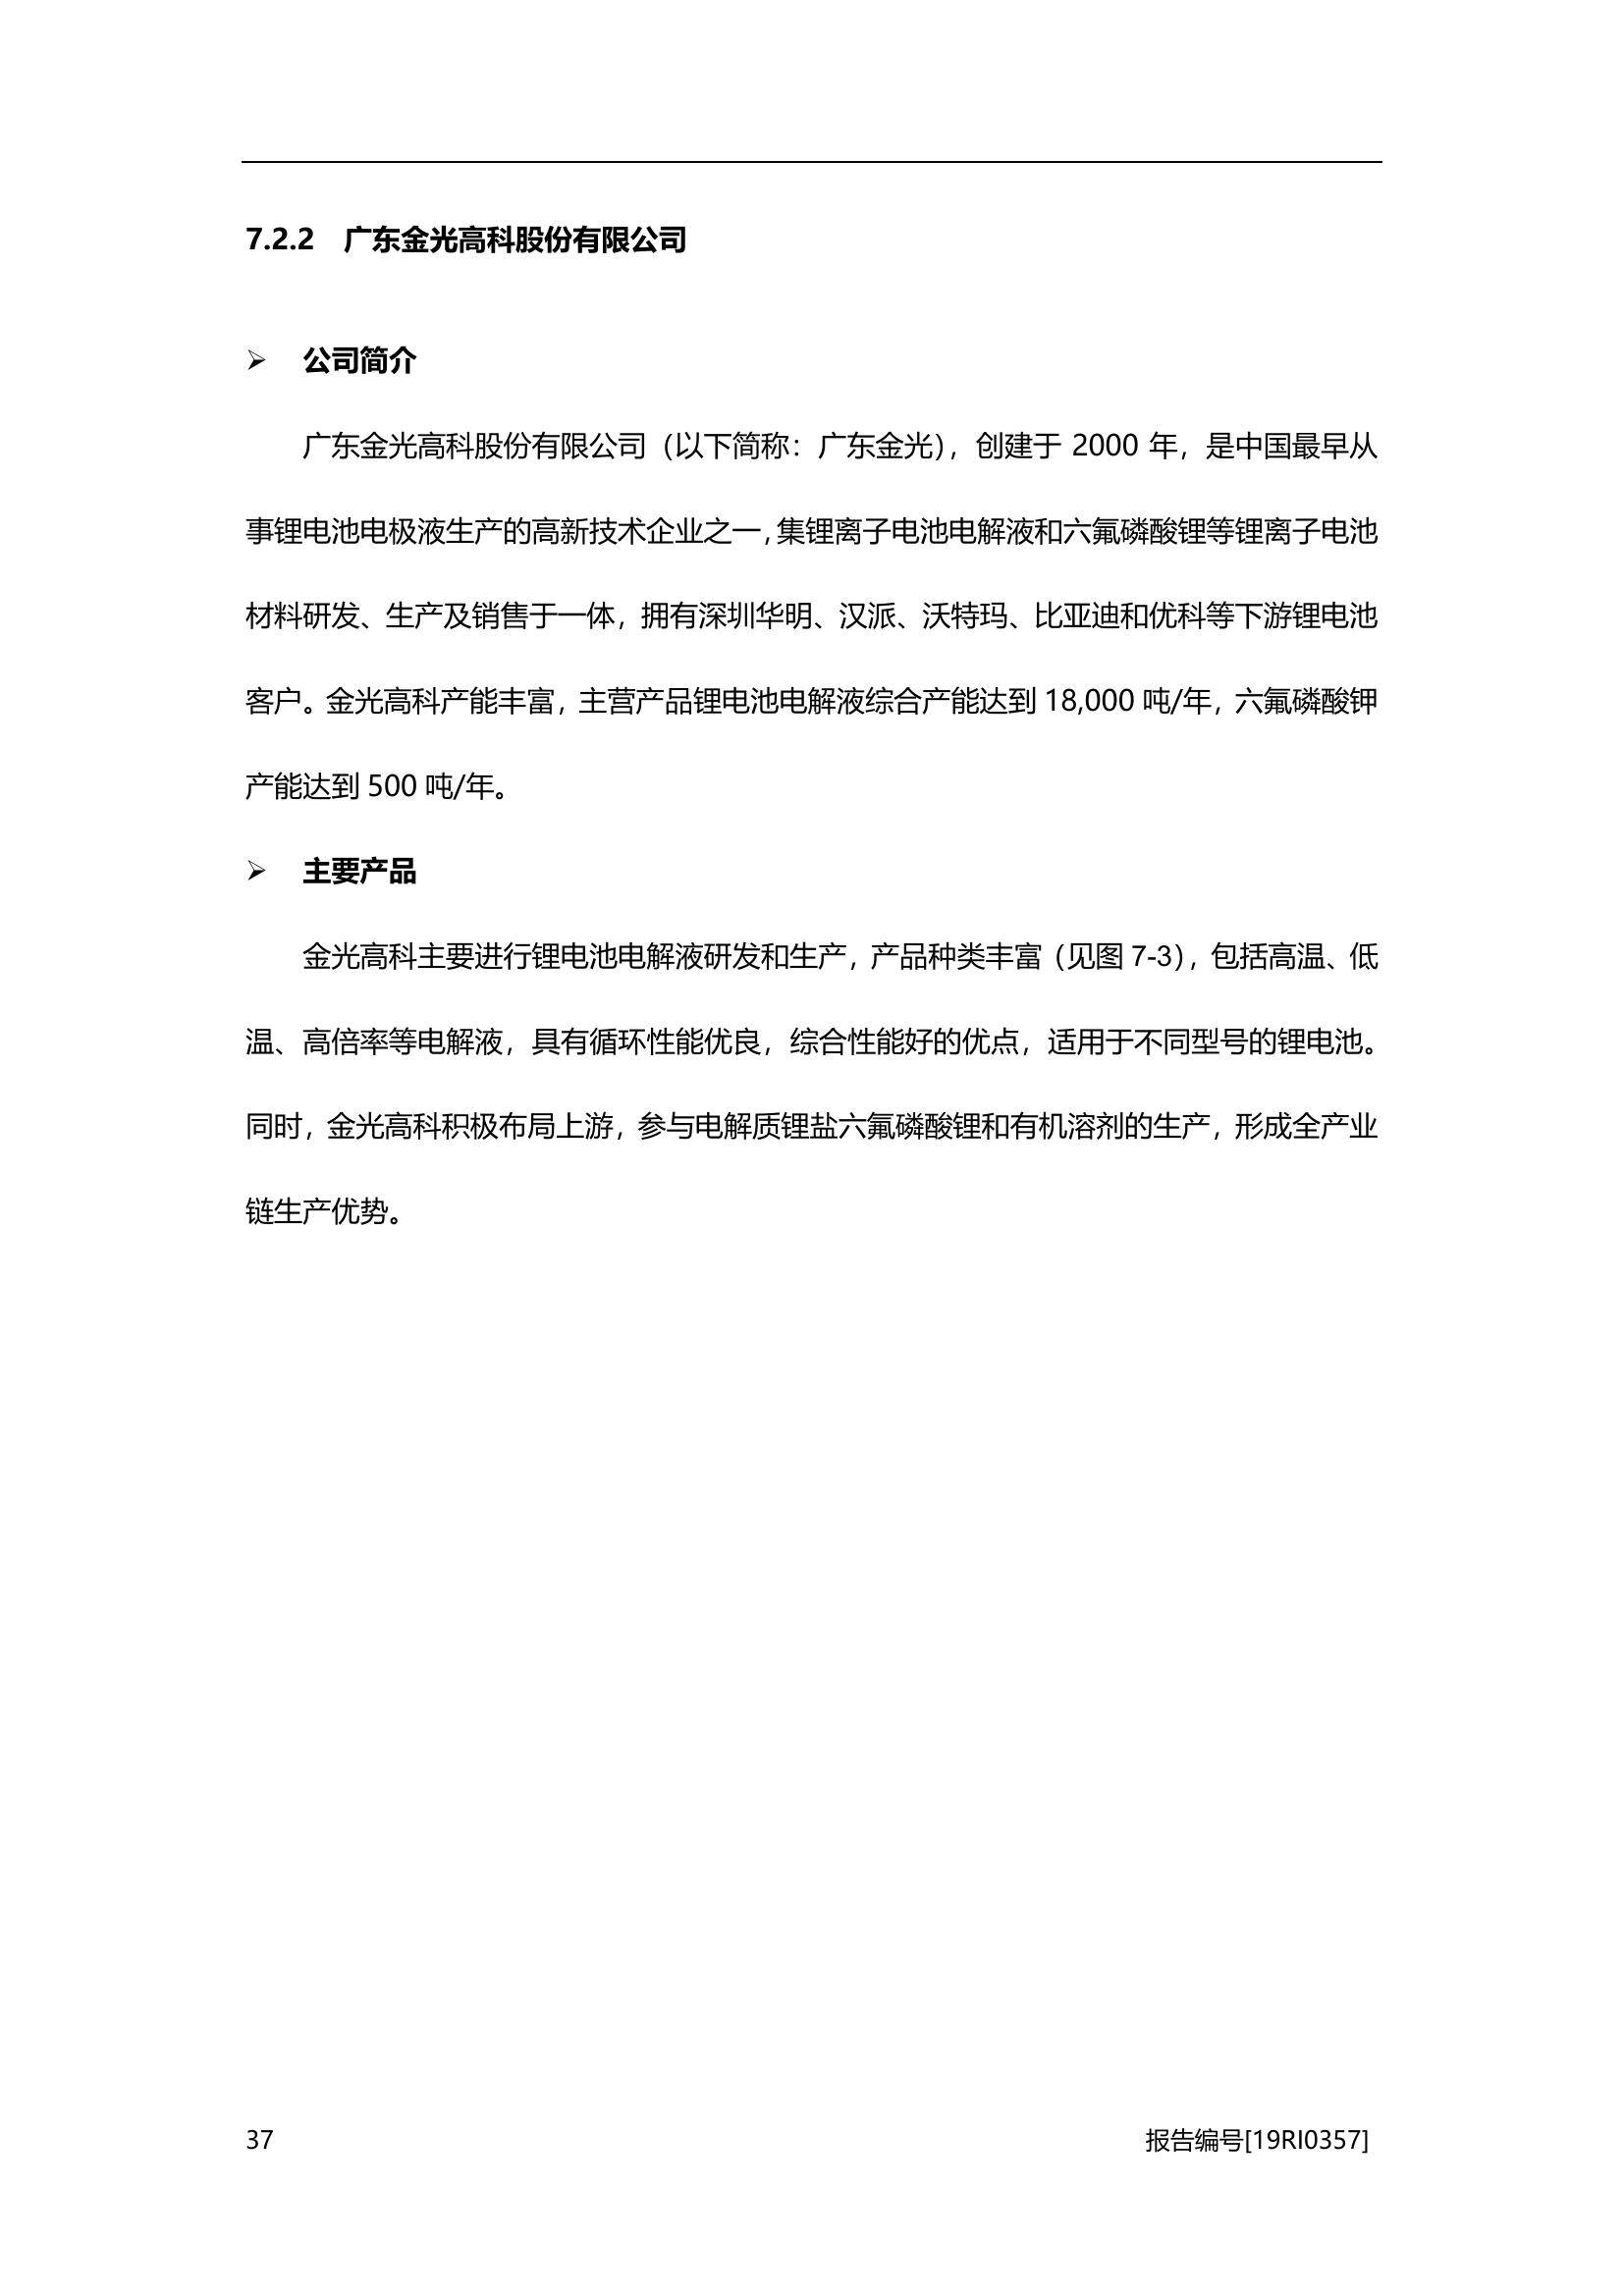 7.2.2 广东金光高科股份有限公司
➢ 公司简介
广东金光高科股份有限公司（以下简称：广东金光），创建于 2000 年，是中国最早从
事锂电池电极液生产的高新技术企业之一，集锂离子电池电解液和六氟磷酸锂等锂离子电池
材料研发、生产及销售于一体，拥有深圳华明、汉派、沃特玛、比亚迪和优科等下游锂电池
客户。金光高科产能丰富，主营产品锂电池电解液综合产能达到 18,000 吨/年，六氟磷酸钾
产能达到 500 吨/年。
➢ 主要产品
金光高科主要进行锂电池电解液研发和生产，产品种类丰富（见图 7-3），包括高温、低
温、高倍率等电解液，具有循环性能优良，综合性能好的优点，适用于不同型号的锂电池。
同时，金光高科积极布局上游，参与电解质锂盐六氟磷酸锂和有机溶剂的生产，形成全产业
链生产优势。
37 报告编号[19RI0357]